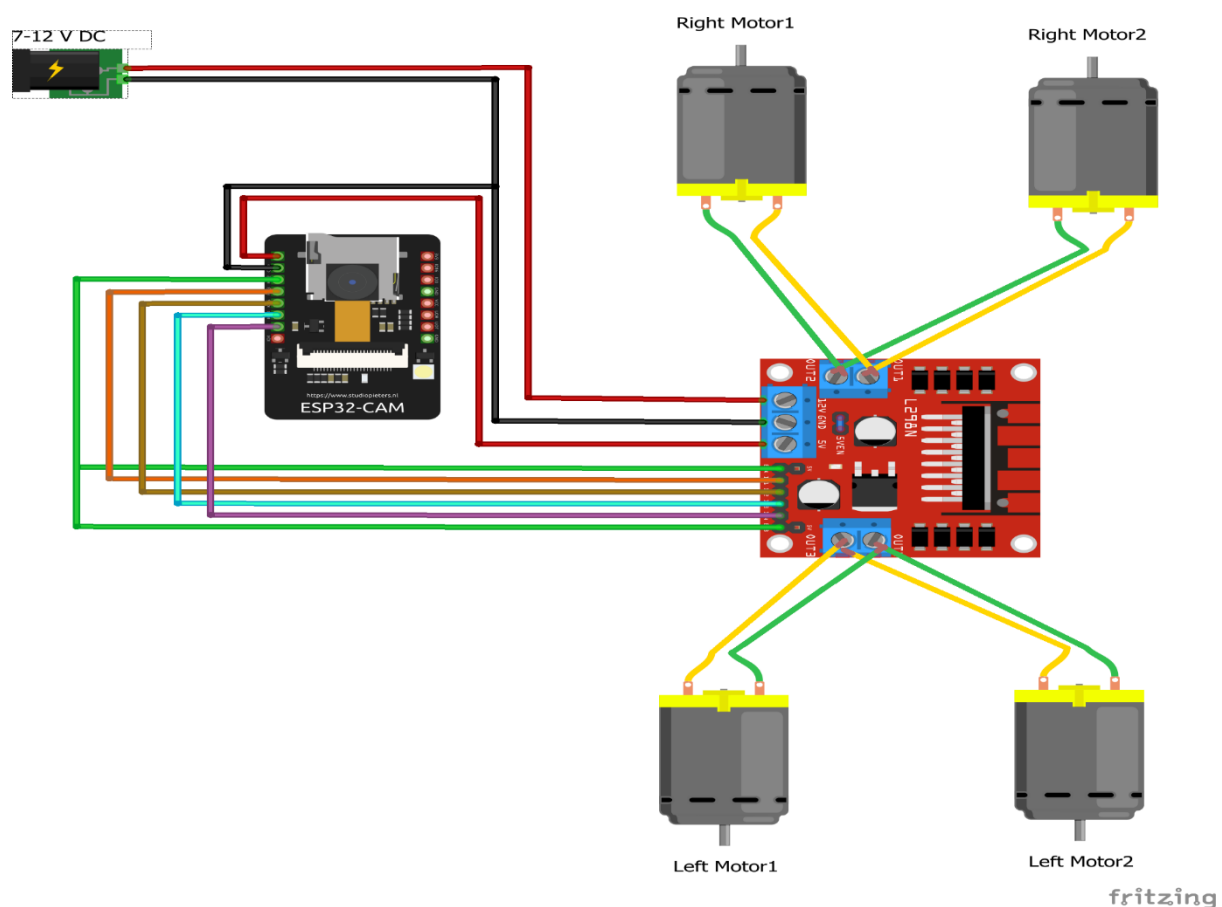 7-12 V DC
Right Motor1
Right Motor2
https://www.studiopieters.nl
ESP32-CAM
OUT2
OUT1
L298N
12V
GND
5V
5VEN
OUT3
OUT
Left Motor1
Left Motor2
fritzing